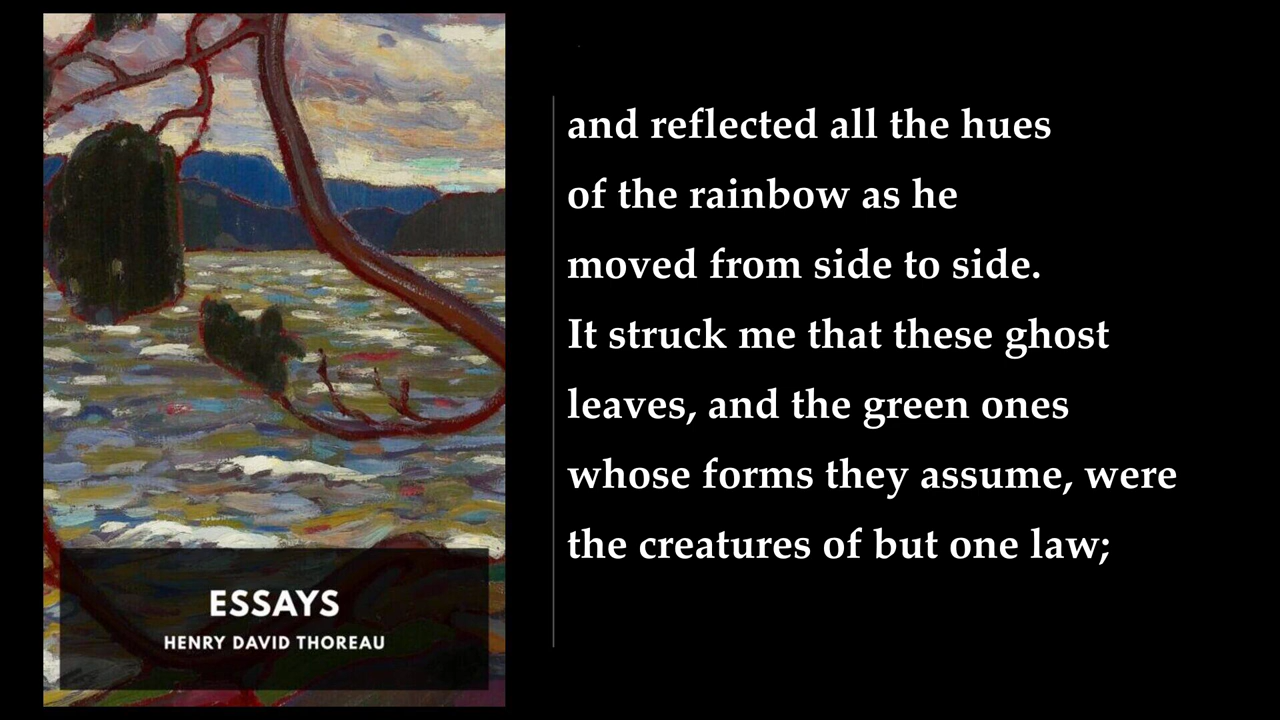 ESSAYS
HENRY DAVID THOREAU
and reflected all the hues
of the rainbow as he
moved from side to side.
It struck me that these ghost
leaves, and the green ones
whose forms they assume, were
the creatures of but one law;